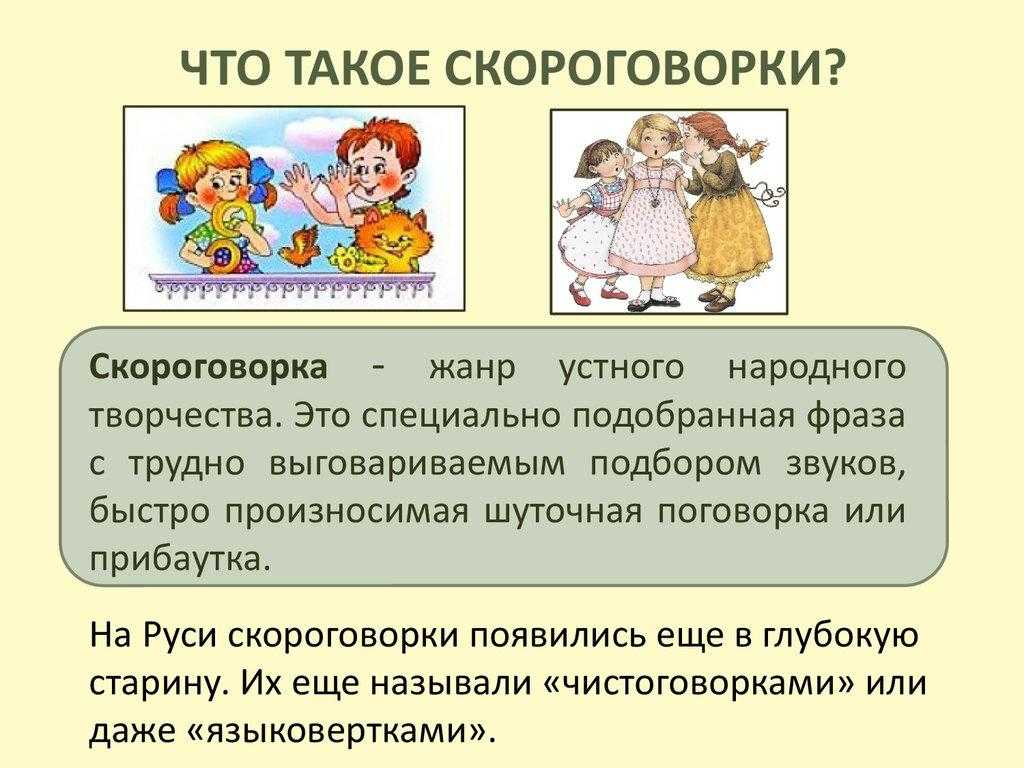 ЧТО ТАКОЕ СКОРОГОВОРКИ?
Скороговорка - жанр устного народного
творчества. Это специально подобранная фраза
с трудно выговариваемым подбором звуков,
быстро произносимая шуточная поговорка или
прибаутка.
На Руси скороговорки появились еще в глубокую
старину. Их еще называли «чистоговорками» или
даже «языковертками».